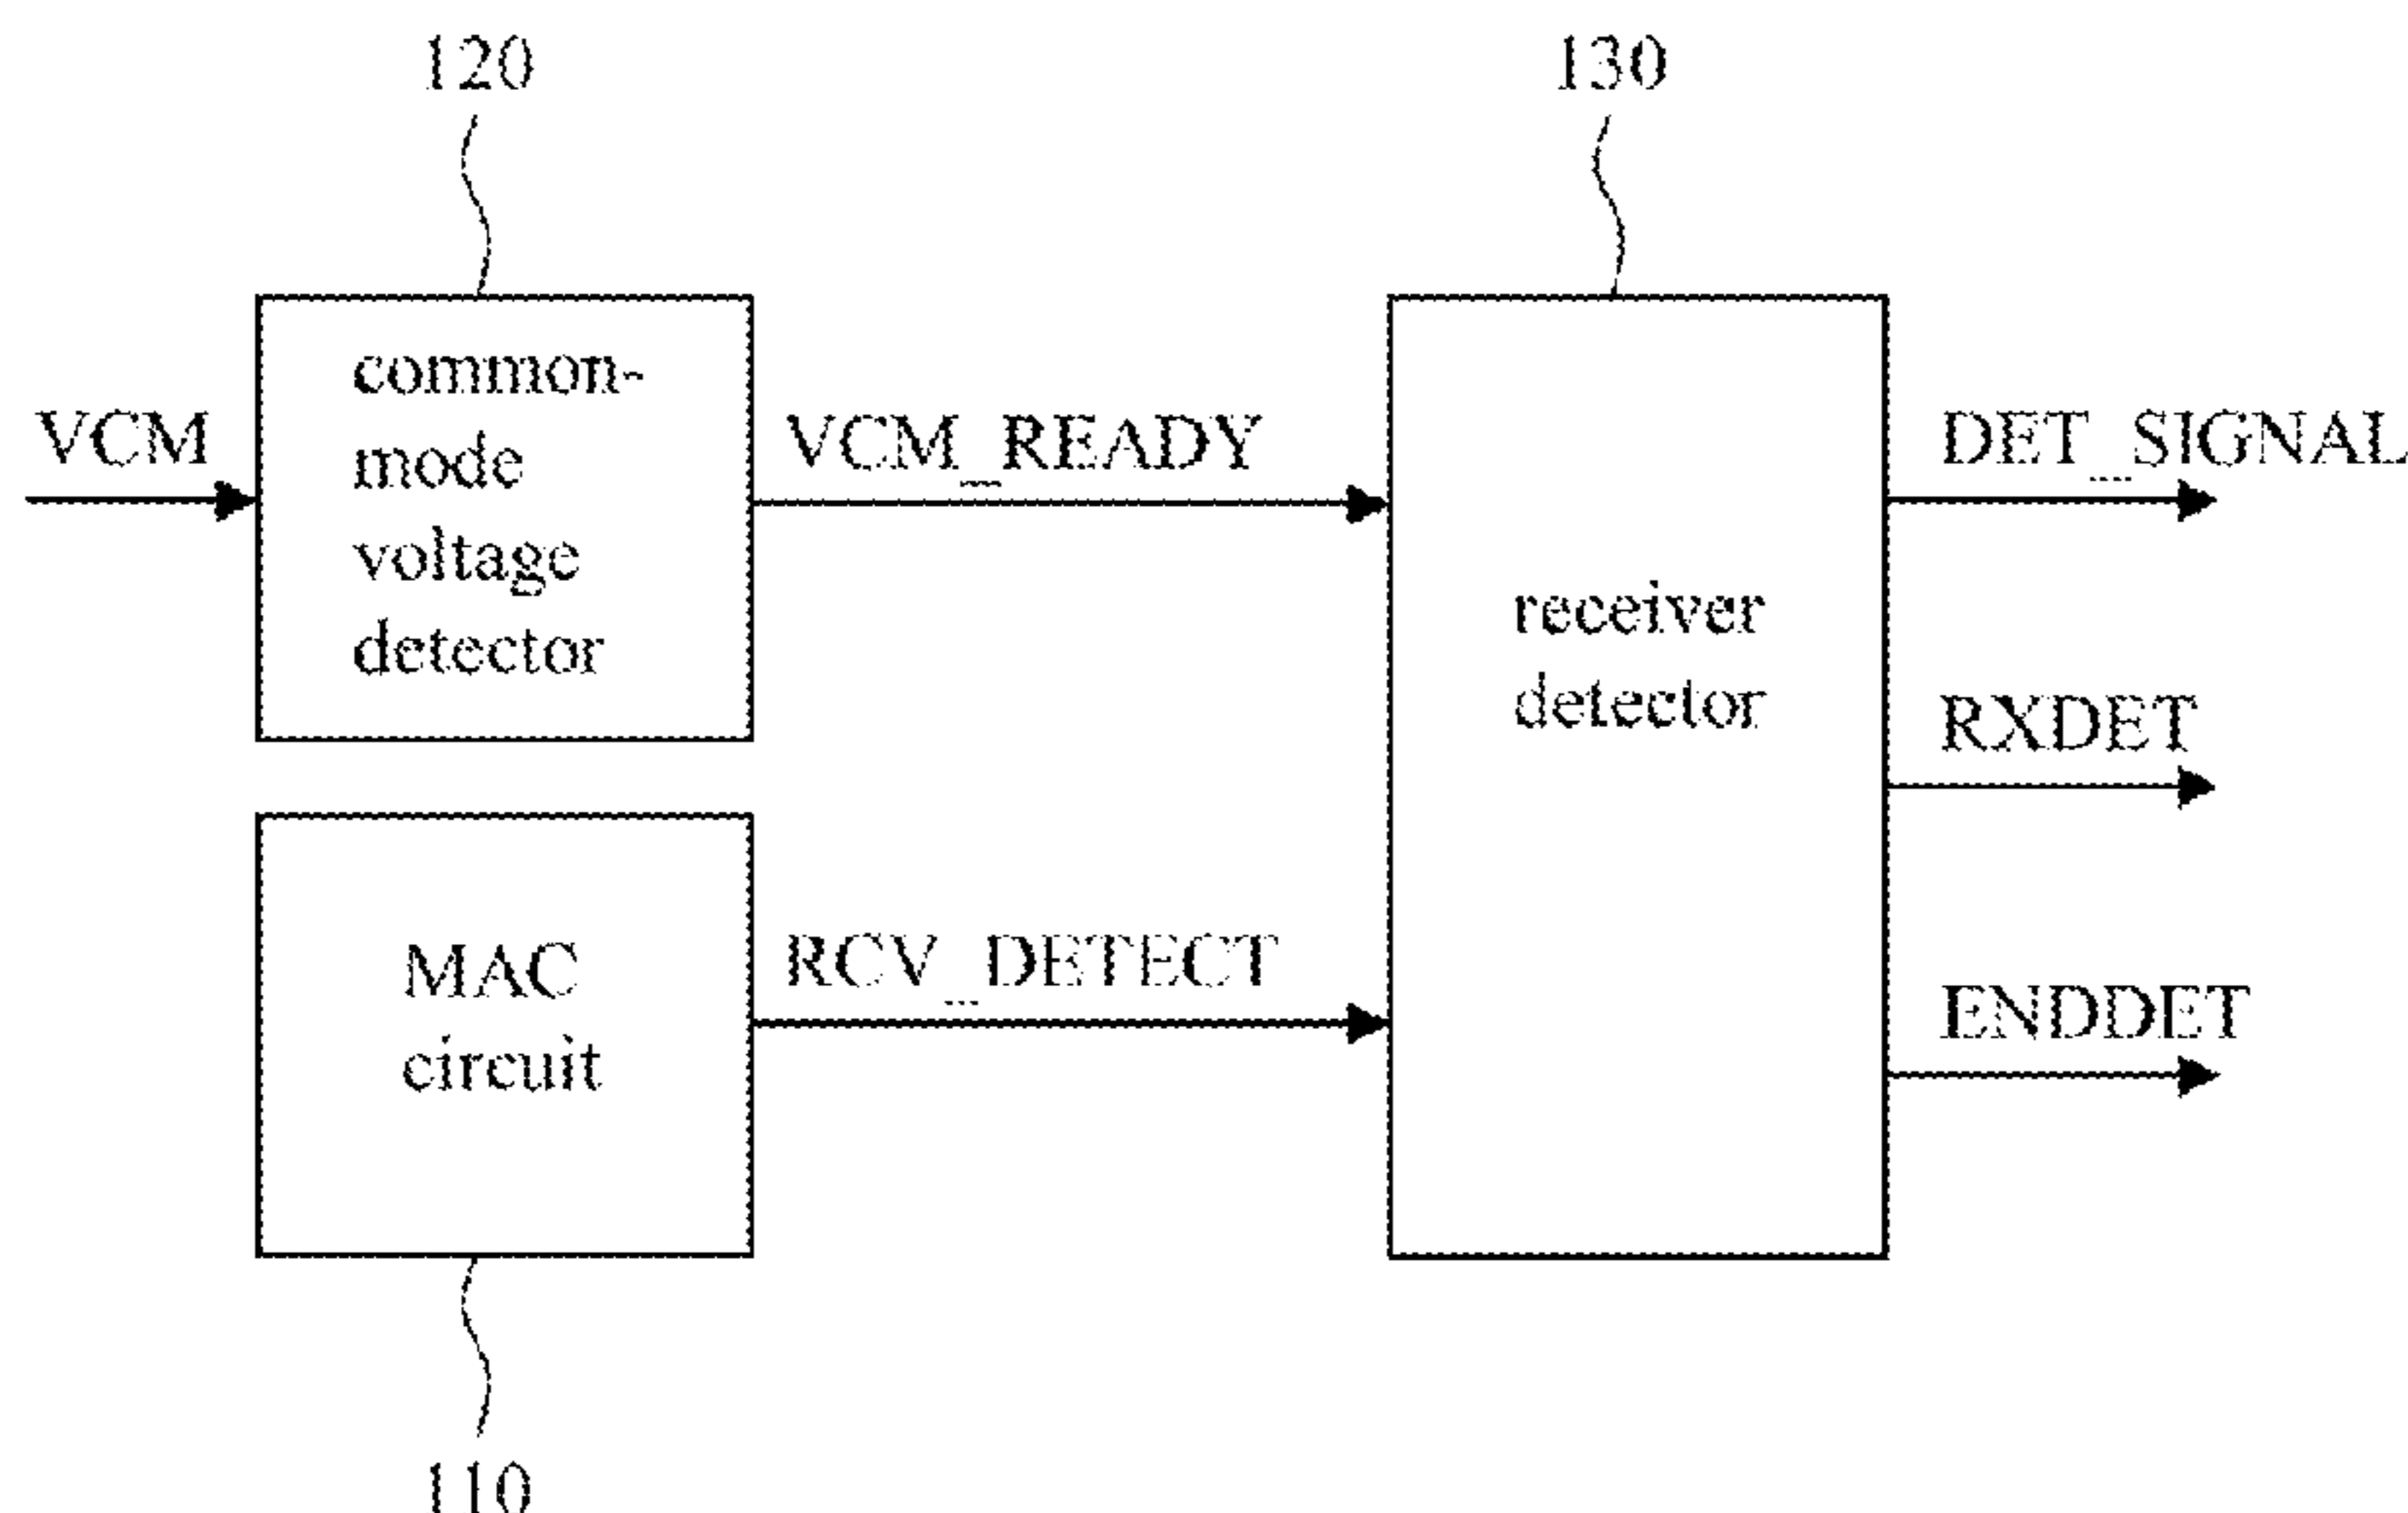 120
130
common-
mode
voltage
detector
VCM
VCM_READY
receiver
detector
DET_SIGNAL
RXDET
MAC
circuit
RCV_DETECT
ENDDET
110